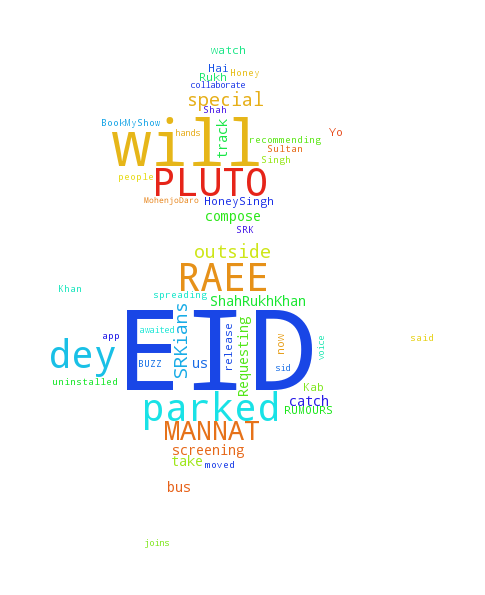 watch
Hai
Honey
Rukh
collaborate
special
Shah
BookMyShow
will
hands
track
Yo
recommending
Sultan
Singh
people
PLUTO
MohenjoDaro
HoneySingh
compose
SRK
outside
RAEE
Khan
spreading
ShahRukhKhan
EID
SRKians
awaited
release
Requesting
now
voice
app
said
dey
BUZZ
us
sid
uninstalled
Kab
parked
catch
RUMOURS
MANNAT
screening
take
moved
bus
joins